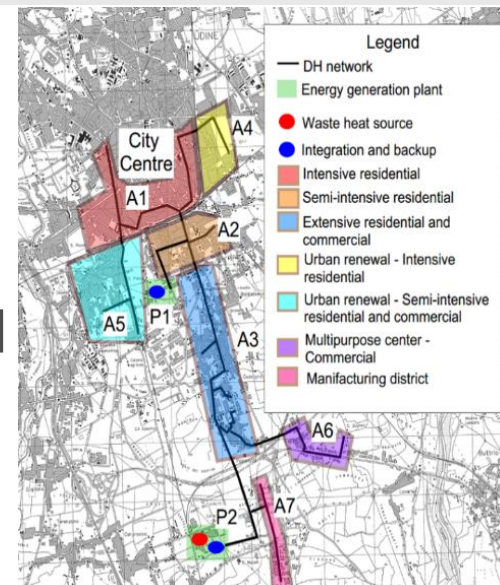 UDINE
City
Centre
A4
A1
A2
P1
A5
A3
A6
A7
P2
Legend
DH network
Energy generation plant
Waste heat source
Integration and backup
Intensive residential
Semi-intensive residential
Extensive residential and
commercial
Urban renewal - Intensive
residential
Urban renewal - Semi-intensive
residential and commercial
Multipurpose center -
Commercial
Manifacturing district